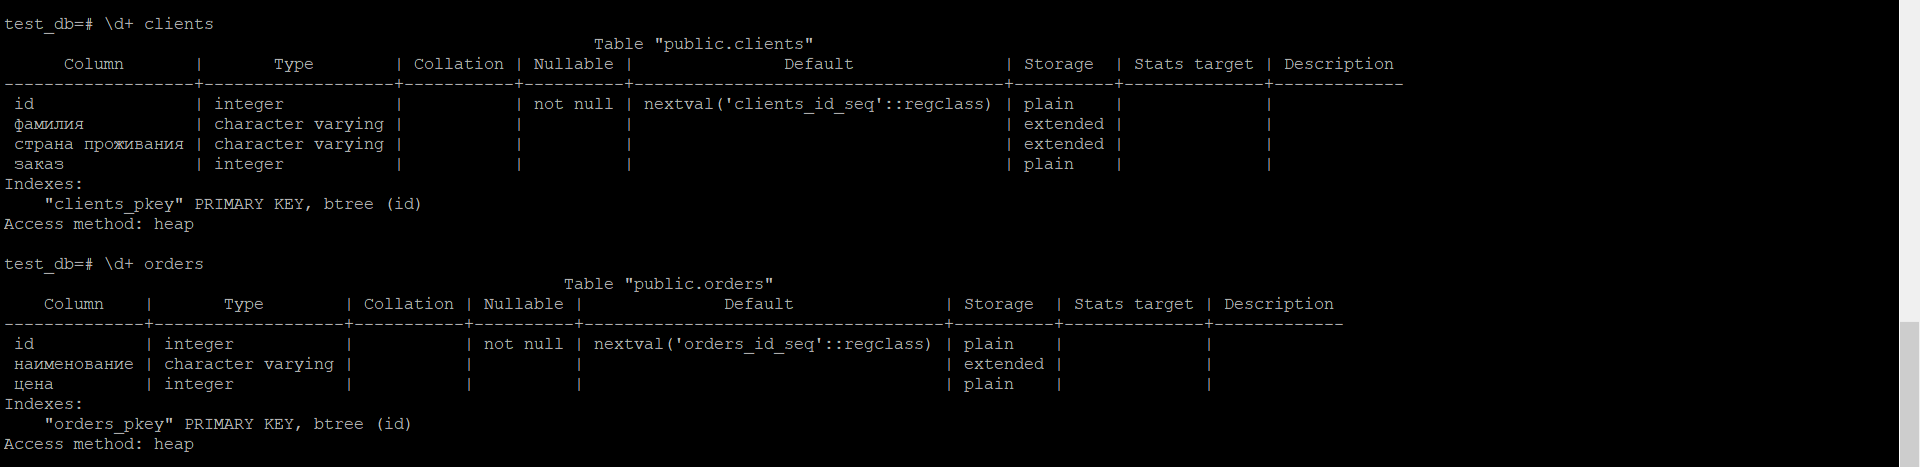 test_db=# \d+ clients
                                                           Table "public.clients"
      Column       |       Type        | Collation | Nullable |               Default               | Storage  | Stats target | Description
-------------------+-------------------+-----------+----------+-------------------------------------+----------+--------------+-------------
 id                | integer           |           | not null | nextval('clients_id_seq'::regclass) | plain    |              |
 фамилия           | character varying |           |          |                                     | extended |              |
 страна проживания | character varying |           |          |                                     | extended |              |
 заказ             | integer           |           |          |                                     | plain    |              |
Indexes:
    "clients_pkey" PRIMARY KEY, btree (id)
Access method: heap
test_db=# \d+ orders
                                                        Table "public.orders"
    Column    |       Type        | Collation | Nullable |              Default               | Storage  | Stats target | Description
--------------+-------------------+-----------+----------+------------------------------------+----------+--------------+-------------
 id           | integer           |           | not null | nextval('orders_id_seq'::regclass) | plain    |              |
 наименование | character varying |           |          |                                    | extended |              |
 цена         | integer           |           |          |                                    | plain    |              |
Indexes:
    "orders_pkey" PRIMARY KEY, btree (id)
Access method: heap